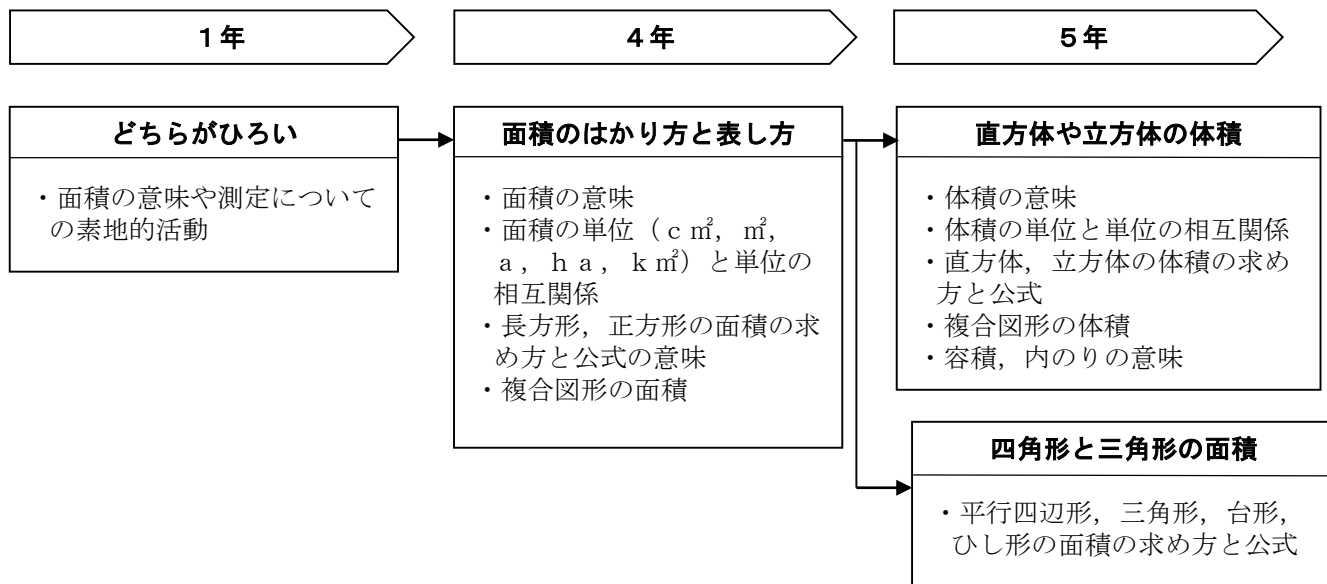 １年
４年
５年
どちらがひろい
・面積の意味や測定について
の素地的活動
面積のはかり方と表し方
・面積の意味
・面積の単位（ｃ㎡，㎡，
ａ，ｈａ，ｋ㎡）と単位の
相互関係
・長方形，正方形の面積の求
め方と公式の意味
・複合図形の面積
直方体や立方体の体積
・体積の意味
・体積の単位と単位の相互関係
・直方体，立方体の体積の求め
方と公式
・複合図形の体積
・容積，内のりの意味
四角形と三角形の面積
・平行四辺形，三角形，台形，
ひし形の面積の求め方と公式